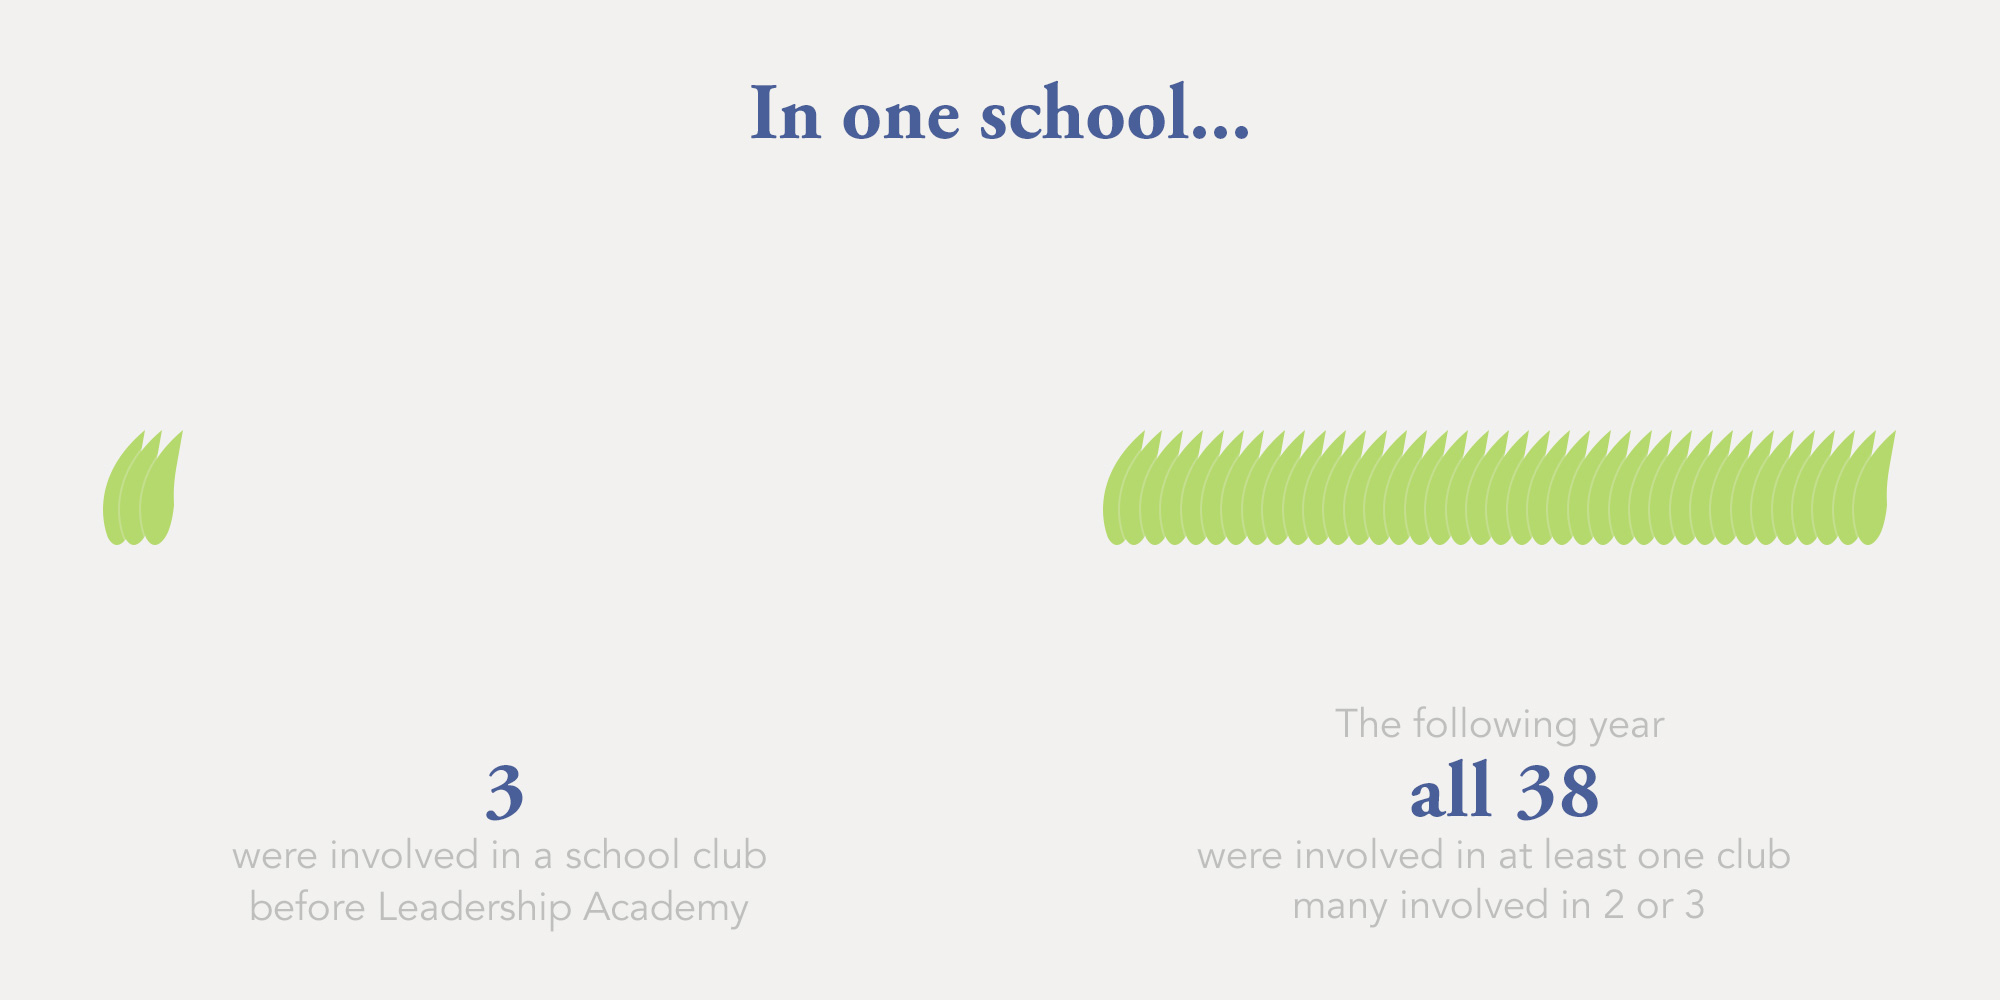 In one school...
3
were involved in a school club
before Leadership Academy
The following year
all 38
were involved in at least one club
many involved in 2 or 3